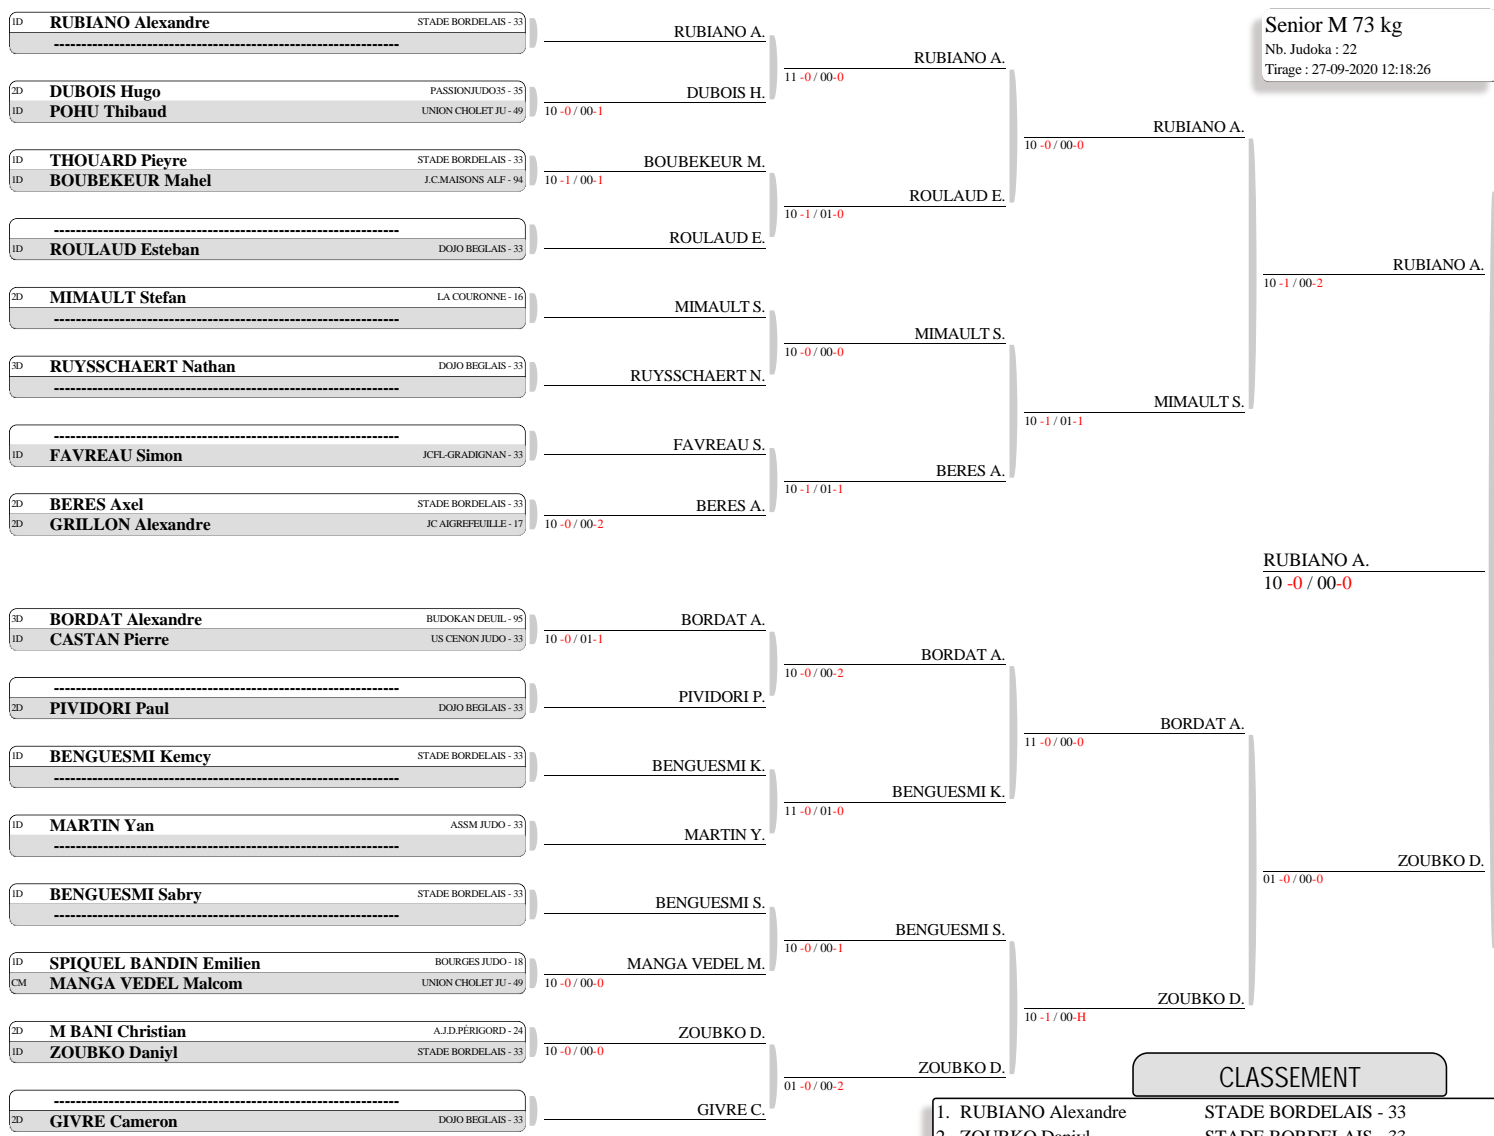 Senior M 73 kg
Nb. Judoka : 22
Tirage : 27-09-2020 12:18:26
1D RUBIANO Alexandre STADE BORDELAIS - 33
----------------------------------------------------------------
2D DUBOIS Hugo PASSIONJUDO35 - 35
1D POHU Thibaud UNION CHOLET JU - 49
1D THOUARD Pieyre STADE BORDELAIS - 33
1D BOUBEKEUR Mahel J.C.MAISONS ALF - 94
----------------------------------------------------------------
1D ROULAUD Esteban DOJO BEGLAIS - 33
2D MIMAULT Stefan LA COURONNE - 16
----------------------------------------------------------------
3D RUYSSCHAERT Nathan DOJO BEGLAIS - 33
----------------------------------------------------------------
----------------------------------------------------------------
1D FAVREAU Simon JCFL-GRADIGNAN - 33
2D BERES Axel STADE BORDELAIS - 33
2D GRILLON Alexandre JC AIGREFEUILLE - 17
3D BORDAT Alexandre BUDOKAN DEUIL - 95
1D CASTAN Pierre US CENON JUDO - 33
----------------------------------------------------------------
2D PIVIDORI Paul DOJO BEGLAIS - 33
1D BENGUESMI Kemcy STADE BORDELAIS - 33
----------------------------------------------------------------
1D MARTIN Yan ASSM JUDO - 33
----------------------------------------------------------------
1D BENGUESMI Sabry STADE BORDELAIS - 33
----------------------------------------------------------------
1D SPIQUEL BANDIN Emilien BOURGES JUDO - 18
CM MANGA VEDEL Malcom UNION CHOLET JU - 49
2D M BANI Christian A.J.D.PÉRIGORD - 24
1D ZOUBKO Daniyl STADE BORDELAIS - 33
----------------------------------------------------------------
2D GIVRE Cameron DOJO BEGLAIS - 33
RUBIANO A.
DUBOIS H.
10 -0 / 00-1
BOUBEKEUR M.
10 -1 / 00-1
ROULAUD E.
MIMAULT S.
RUYSSCHAERT N.
FAVREAU S.
BERES A.
10 -0 / 00-2
BORDAT A.
10 -0 / 01-1
PIVIDORI P.
BENGUESMI K.
MARTIN Y.
BENGUESMI S.
MANGA VEDEL M.
10 -0 / 00-0
ZOUBKO D.
10 -0 / 00-0
GIVRE C.
RUBIANO A.
11 -0 / 00-0
ROULAUD E.
10 -1 / 01-0
MIMAULT S.
10 -0 / 00-0
BERES A.
10 -1 / 01-1
BORDAT A.
10 -0 / 00-2
BENGUESMI K.
11 -0 / 01-0
BENGUESMI S.
10 -0 / 00-1
ZOUBKO D.
01 -0 / 00-2
RUBIANO A.
10 -0 / 00-0
MIMAULT S.
10 -1 / 01-1
BORDAT A.
11 -0 / 00-0
ZOUBKO D.
10 -1 / 00-H
RUBIANO A.
10 -1 / 00-2
ZOUBKO D.
01 -0 / 00-0
RUBIANO A.
10 -0 / 00-0
CLASSEMENT
1. RUBIANO Alexandre STADE BORDELAIS - 33
2. ZOUBKO Daniyl STADE BORDELAIS - 33